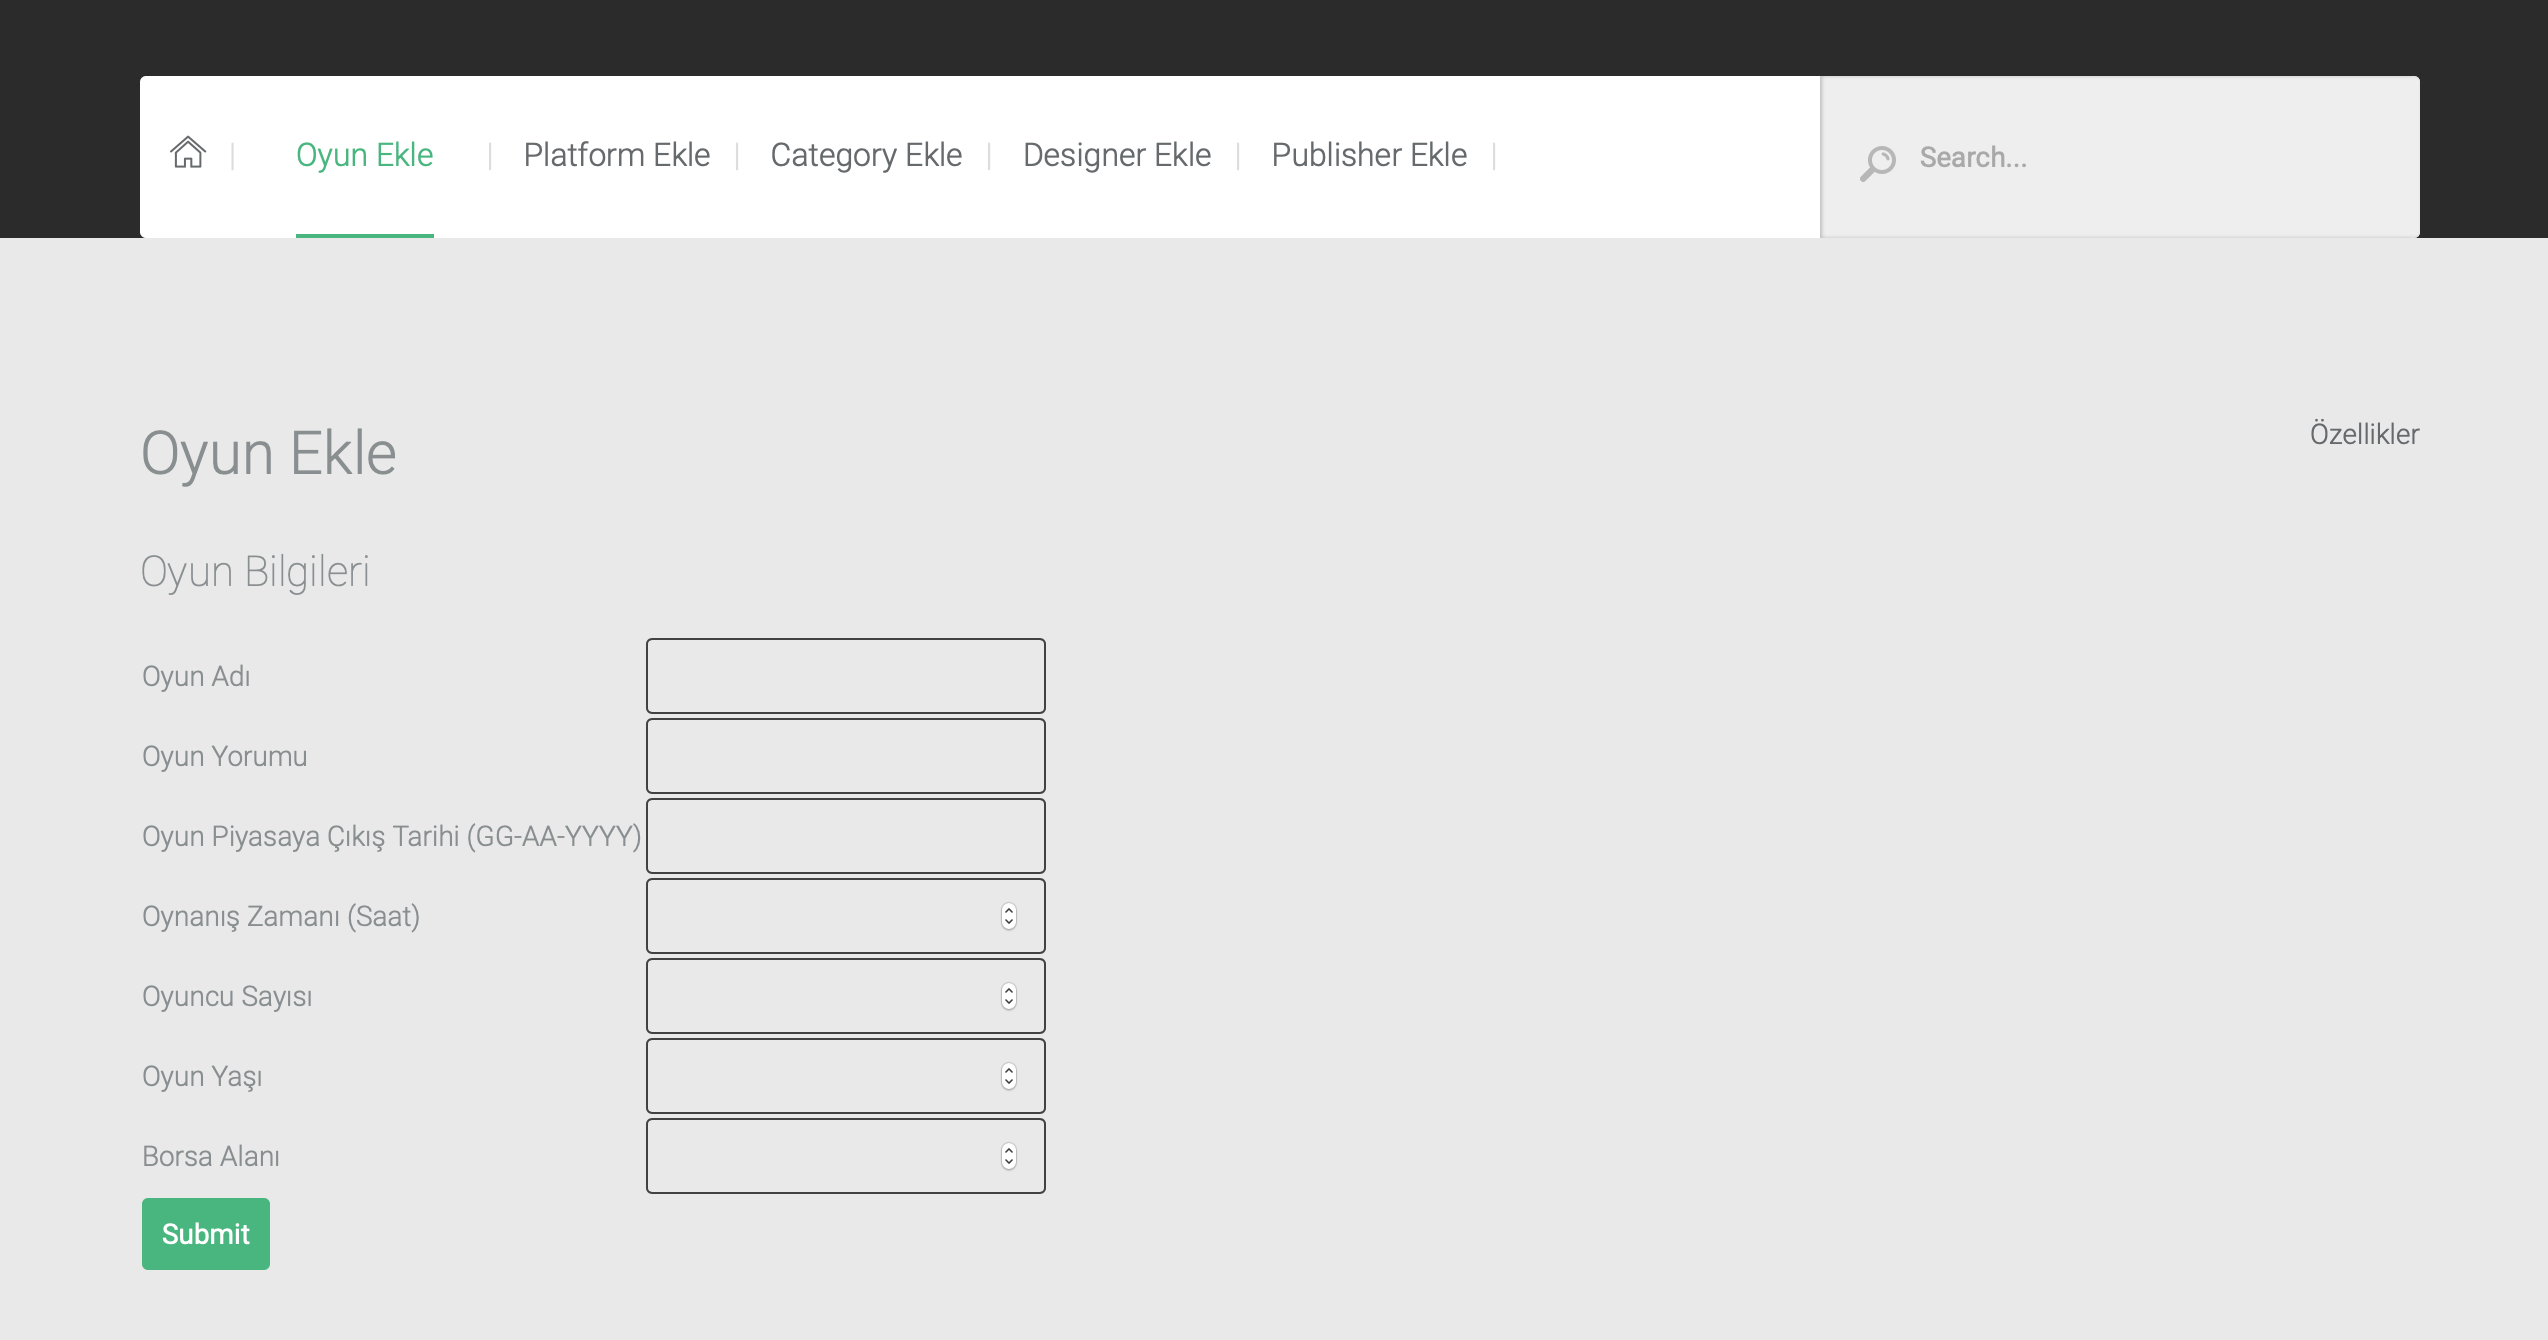 Oyun Ekle | Platform Ekle | Category Ekle | Designer Ekle | Publisher Ekle |
Search...
Oyun Ekle
Özellikler
Oyun Bilgileri
Oyun Adı
Oyun Yorumu
Oyun Piyasaya Çıkış Tarihi (GG-AA-YYYY)
Oynanış Zamanı (Saat)
Oyuncu Sayısı
Oyun Yaşı
Borsa Alanı
Submit